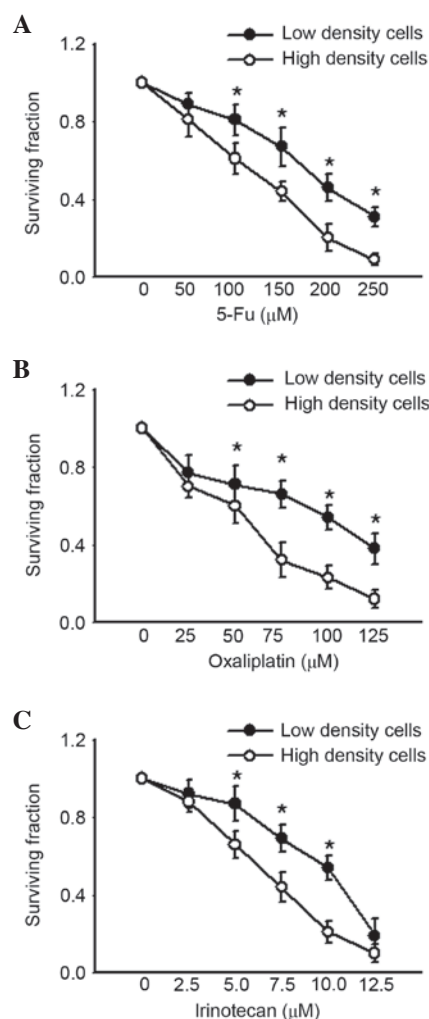 A
1.2
Low density cells
High density cells
0.8
0.4
0.0
Surviving fraction
* * * *
0 50 100 150 200 250
5-Fu (μM)
B
1.2
Low density cells
High density cells
0.8
0.4
0.0
Surviving fraction
* * * *
0 25 50 75 100 125
Oxaliplatin (μM)
C
1.2
Low density cells
High density cells
0.8
0.4
0.0
Surviving fraction
* * *
0 2.5 5.0 7.5 10.0 12.5
Irinotecan (μM)